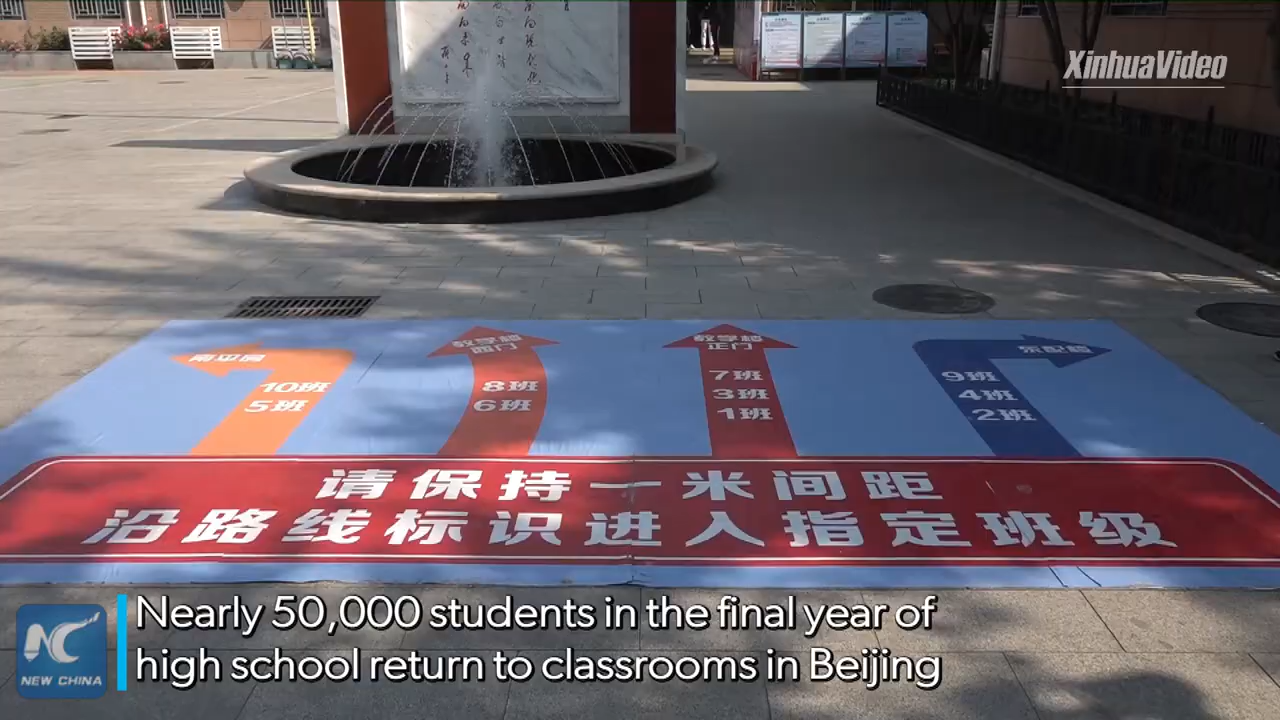 XinhuaVideo
南平房
10班
5班
教学楼
西门
8班
6班
教学楼
正门
7班
3班
1班
东配楼
9班
4班
2班
请保持一米间距
沿路线标识进入指定班级
Nearly 50,000 students in the final year of
high school return to classrooms in Beijing
NC
NEW CHINA